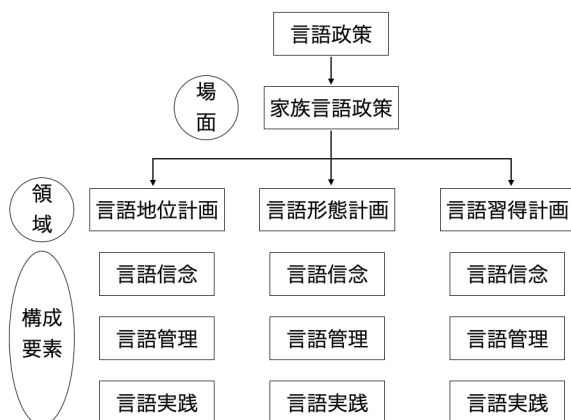 言語政策
場
面
家族言語政策
領
域
言語地位計画 言語形態計画 言語習得計画
構成
要素
言語信念 言語信念 言語信念
言語管理 言語管理 言語管理
言語実践 言語実践 言語実践